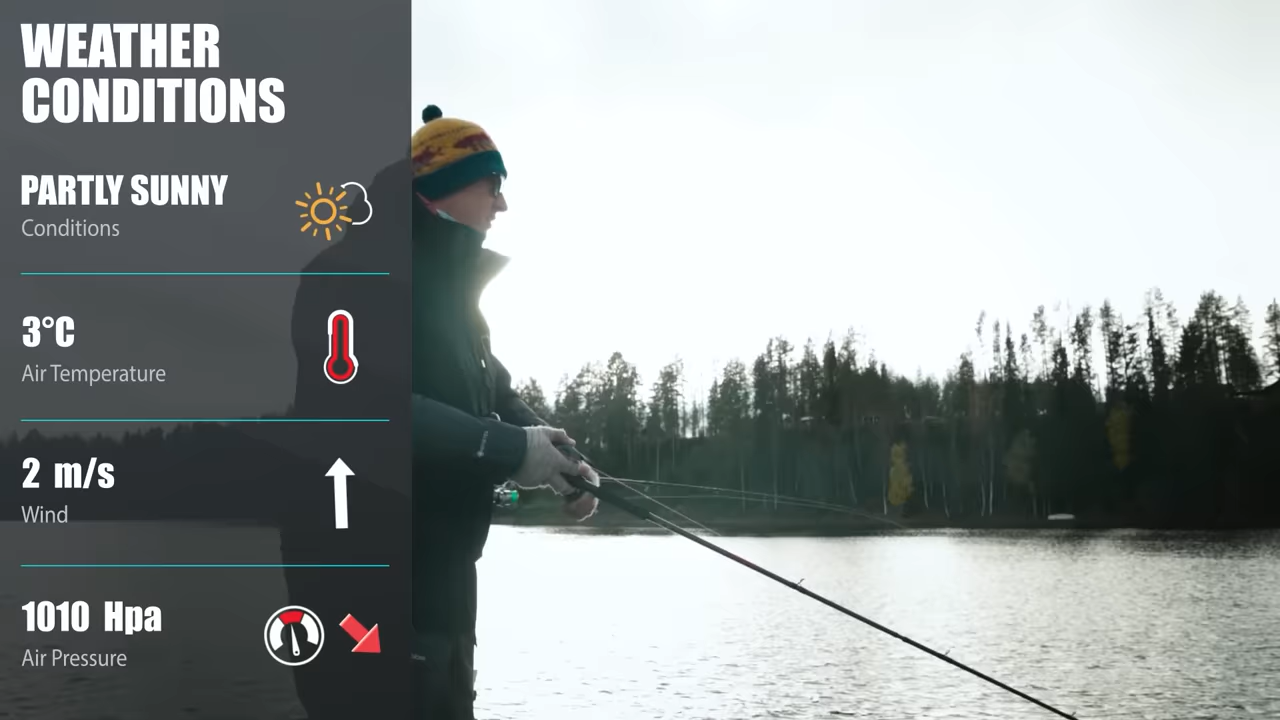 WEATHER
CONDITIONS
PARTLY SUNNY
Conditions
3°C
Air Temperature
2 m/s
Wind
1010 Hpa
Air Pressure